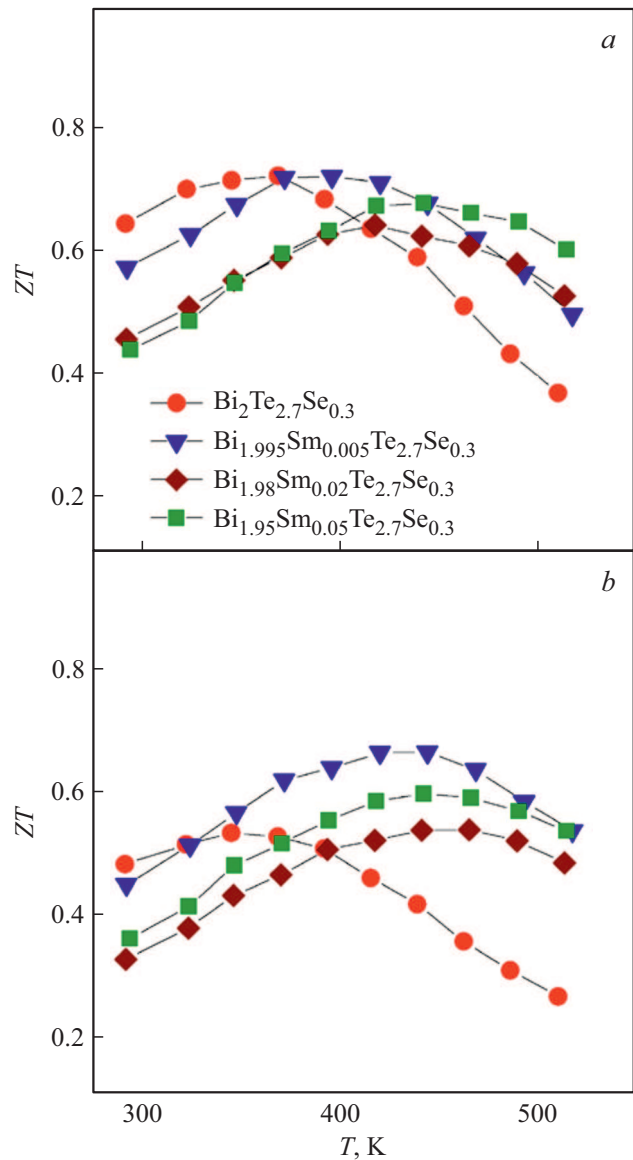 a
0.8
0.6
ZT
0.4
Bi2Te2.7Se0.3
Bi1.995Sm0.005Te2.7Se0.3
Bi1.98Sm0.02Te2.7Se0.3
0.2
Bi1.95Sm0.05Te2.7Se0.3
b
0.8
0.6
ZT
0.4
0.2
300 400 500
T, K